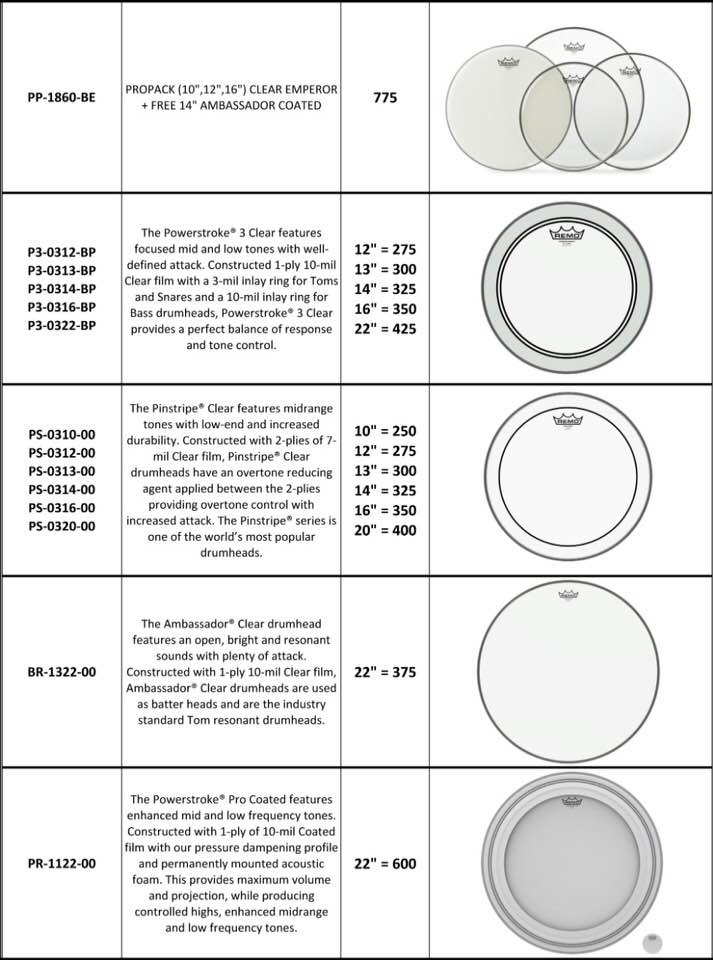 PP-1860-BE
PROPACK (10",12",16") CLEAR EMPEROR
+ FREE 14" AMBASSADOR COATED
775
REMO
REMO
REMO
REMO
P3-0312-BP
P3-0313-BP
P3-0314-BP
P3-0316-BP
P3-0322-BP
The Powerstroke® 3 Clear features
focused mid and low tones with well-
defined attack. Constructed 1-ply 10-mil
Clear film with a 3-mil inlay ring for Toms
and Snares and a 10-mil inlay ring for
Bass drumheads, Powerstroke® 3 Clear
provides a perfect balance of response
and tone control.
12" = 275
13" = 300
14" = 325
16" = 350
22" = 425
REMO
PS-0310-00
PS-0312-00
PS-0313-00
PS-0314-00
PS-0316-00
PS-0320-00
The Pinstripe® Clear features midrange
tones with low-end and increased
durability. Constructed with 2-plies of 7-
mil Clear film, Pinstripe® Clear
drumheads have an overtone reducing
agent applied between the 2-plies
providing overtone control with
increased attack. The Pinstripe® series is
one of the world's most popular
drumheads.
10" = 250
12" = 275
13" = 300
14" = 325
16" = 350
20" = 400
REMO
BR-1322-00
The Ambassador® Clear drumhead
features an open, bright and resonant
sounds with plenty of attack.
Constructed with 1-ply 10-mil Clear film,
Ambassador® Clear drumheads are used
as batter heads and are the industry
standard Tom resonant drumheads.
22" = 375
REMO
PR-1122-00
The Powerstroke® Pro Coated features
enhanced mid and low frequency tones.
Constructed with 1-ply of 10-mil Coated
film with our pressure dampening profile
and permanently mounted acoustic
foam. This provides maximum volume
and projection, while producing
controlled highs, enhanced midrange
and low frequency tones.
22" = 600
REMO